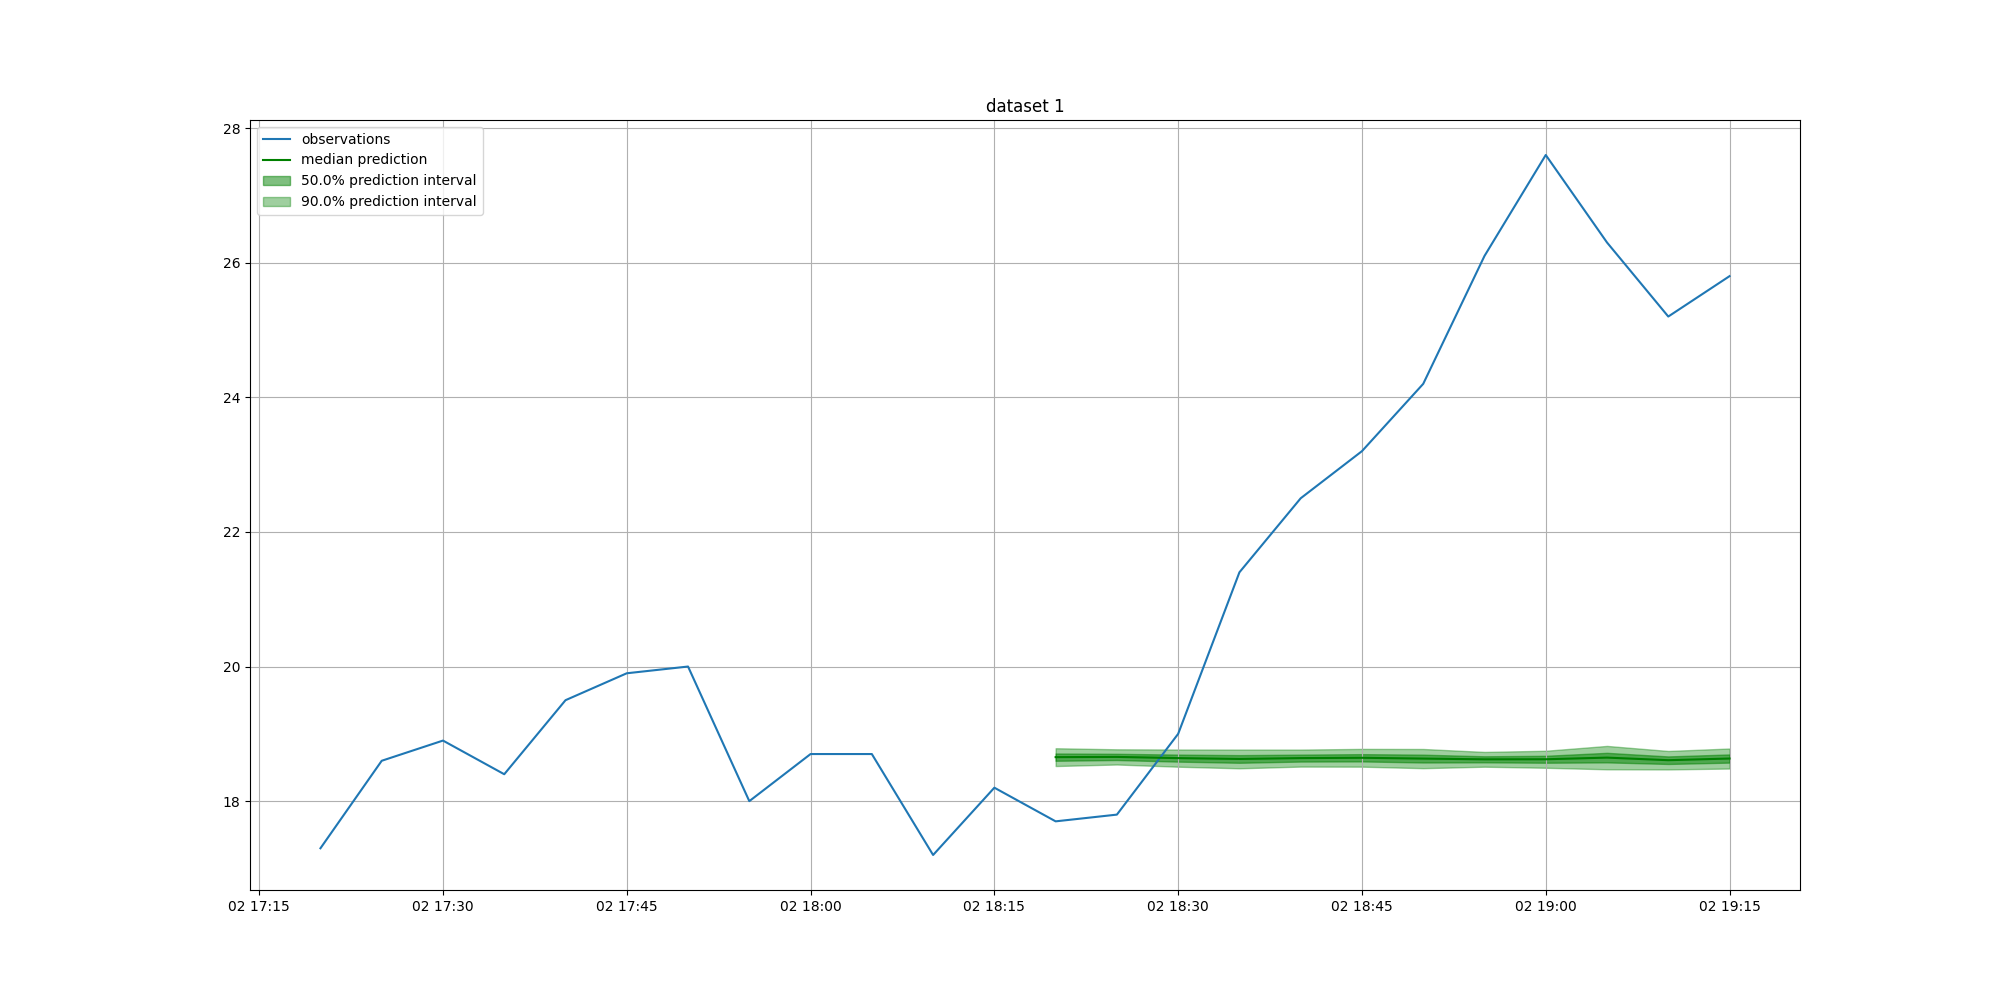 dataset 1
observations
median prediction
50.0% prediction interval
90.0% prediction interval
28
26
24
22
20
18
02 17:15 02 17:30 02 17:45 02 18:00 02 18:15 02 18:30 02 18:45 02 19:00 02 19:15